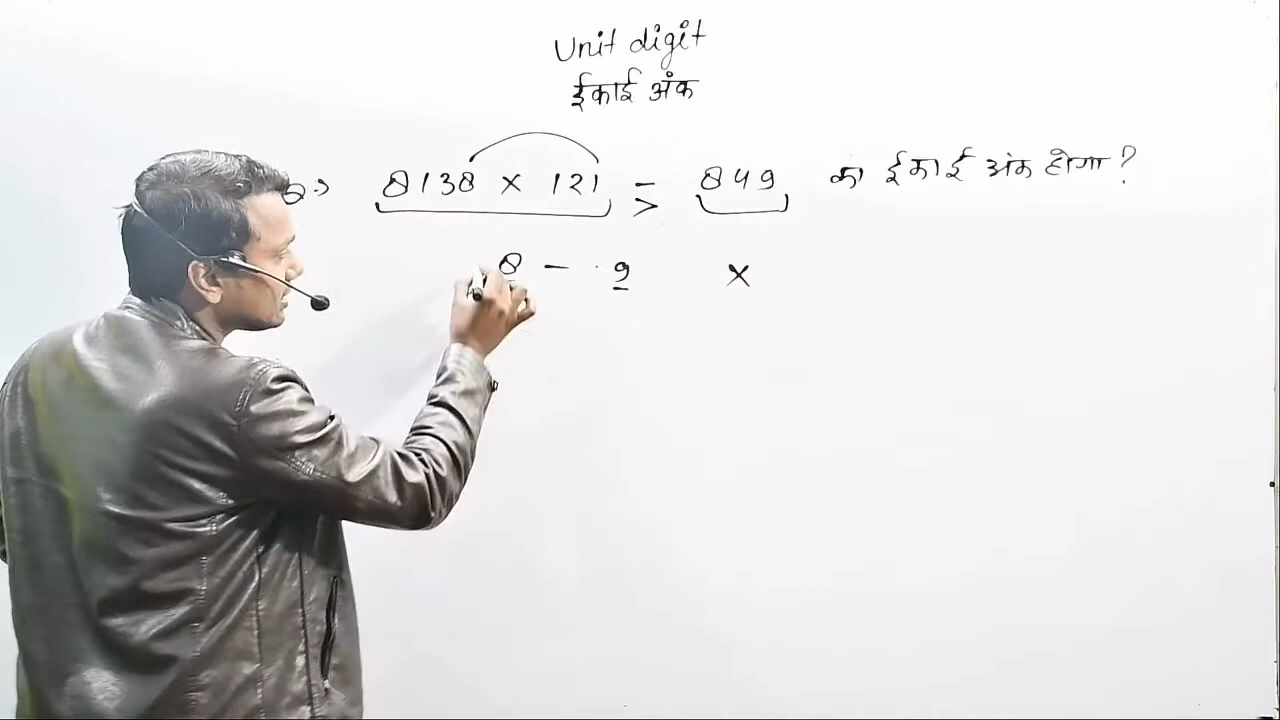 Unit digit
ईकाई अंक
Q→ 8138 × 121 - 849 का ईकाई अंक होगा?
>
8 - 9 ×